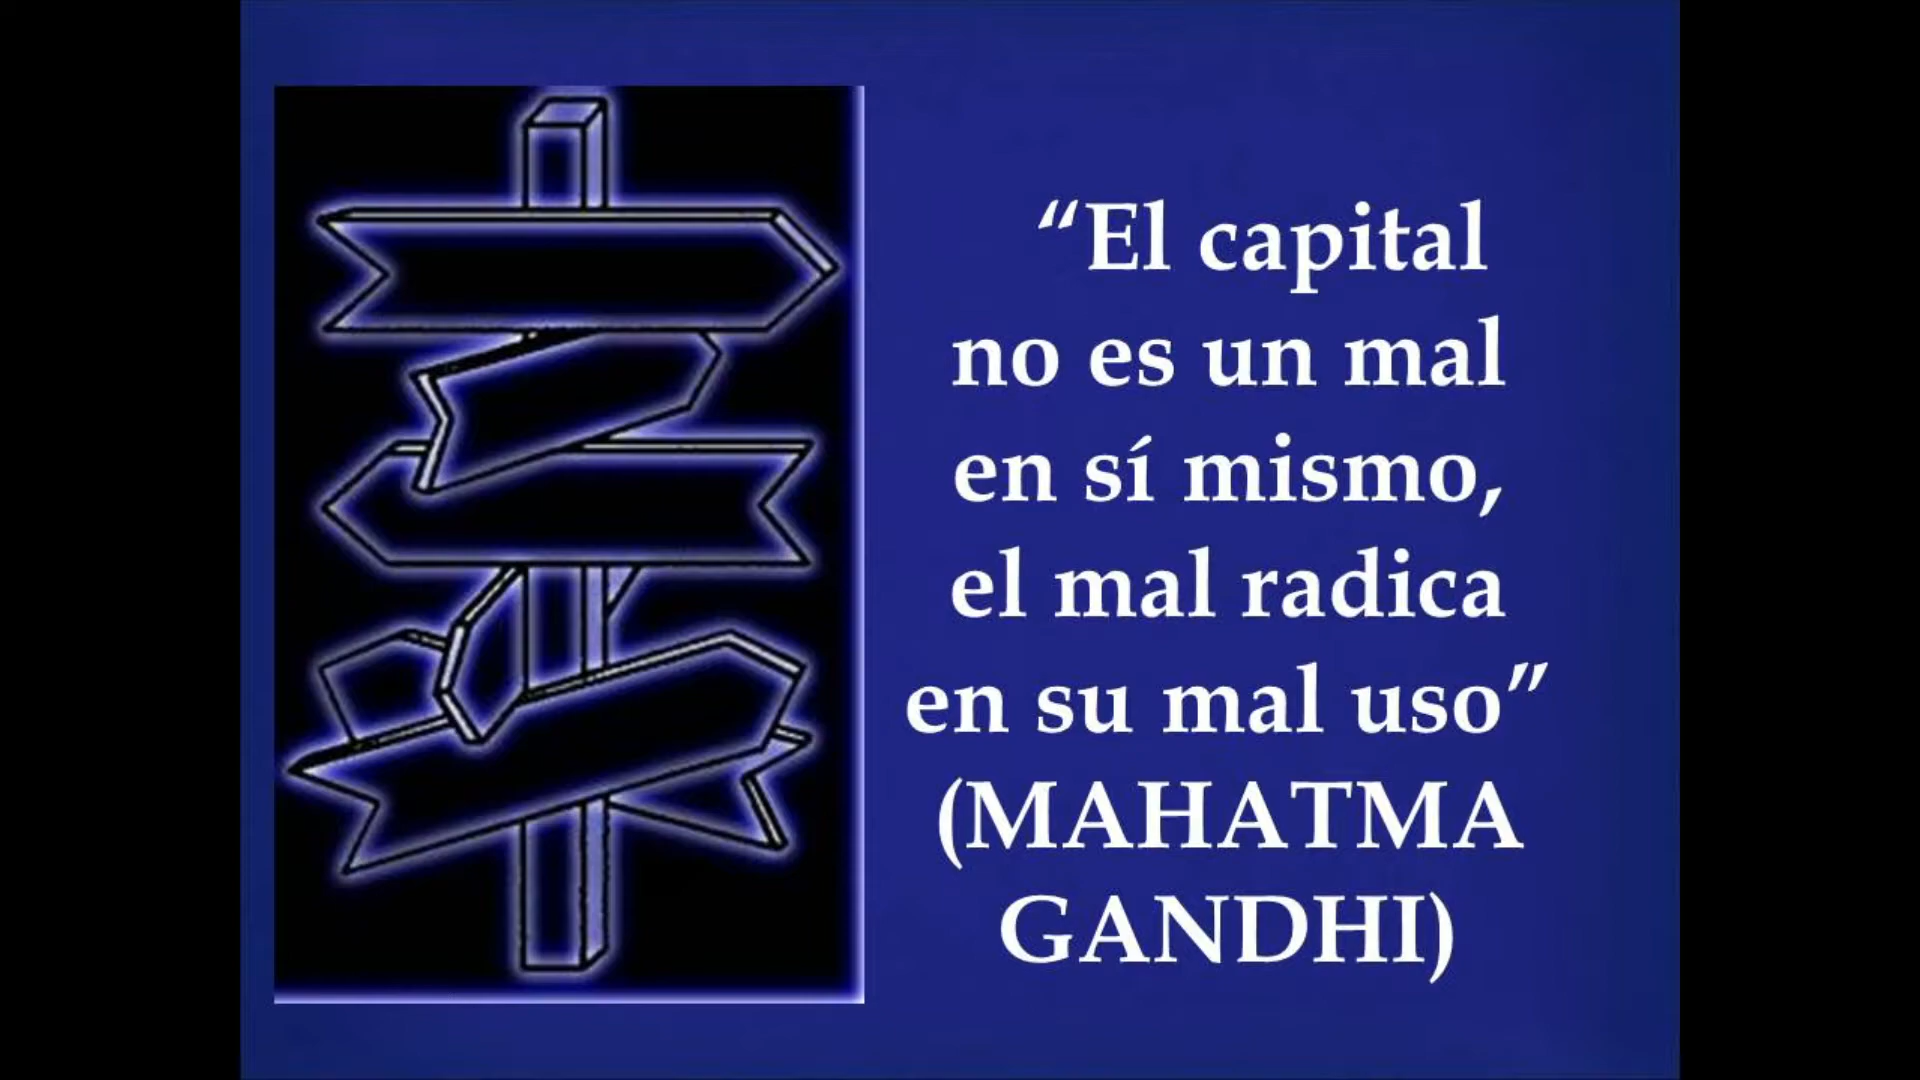 “El capital
no es un mal
en sí mismo,
el mal radica
en su mal uso”
(MAHATMA
GANDHI)